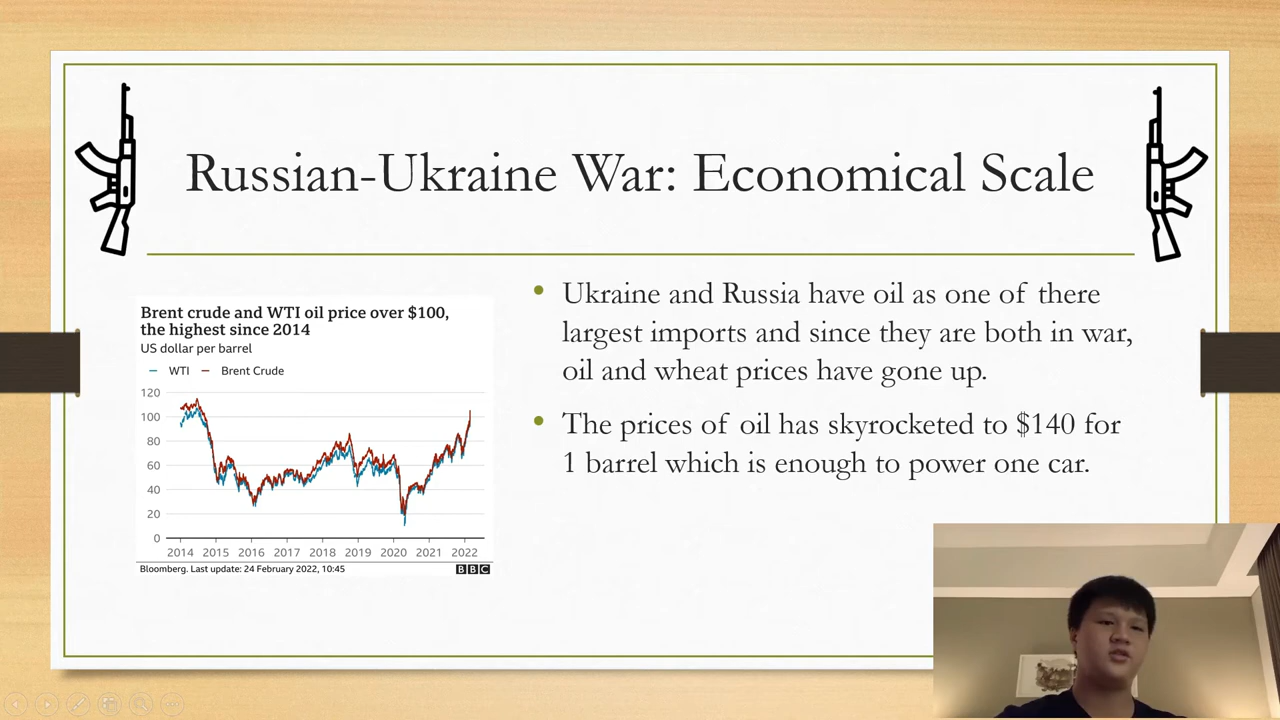 Russian-Ukraine War: Economical Scale
Brent crude and WTI oil price over $100,
the highest since 2014
US dollar per barrel
WTI
Brent Crude
120
100
80
60
40
20
0
2014 2015 2016 2017 2018 2019 2020 2021 2022
Bloomberg. Last update: 24 February 2022, 10:45
BBC
Ukraine and Russia have oil as one of there
largest imports and since they are both in war,
oil and wheat prices have gone up.
The prices of oil has skyrocketed to $140 for
1 barrel which is enough to power one car.